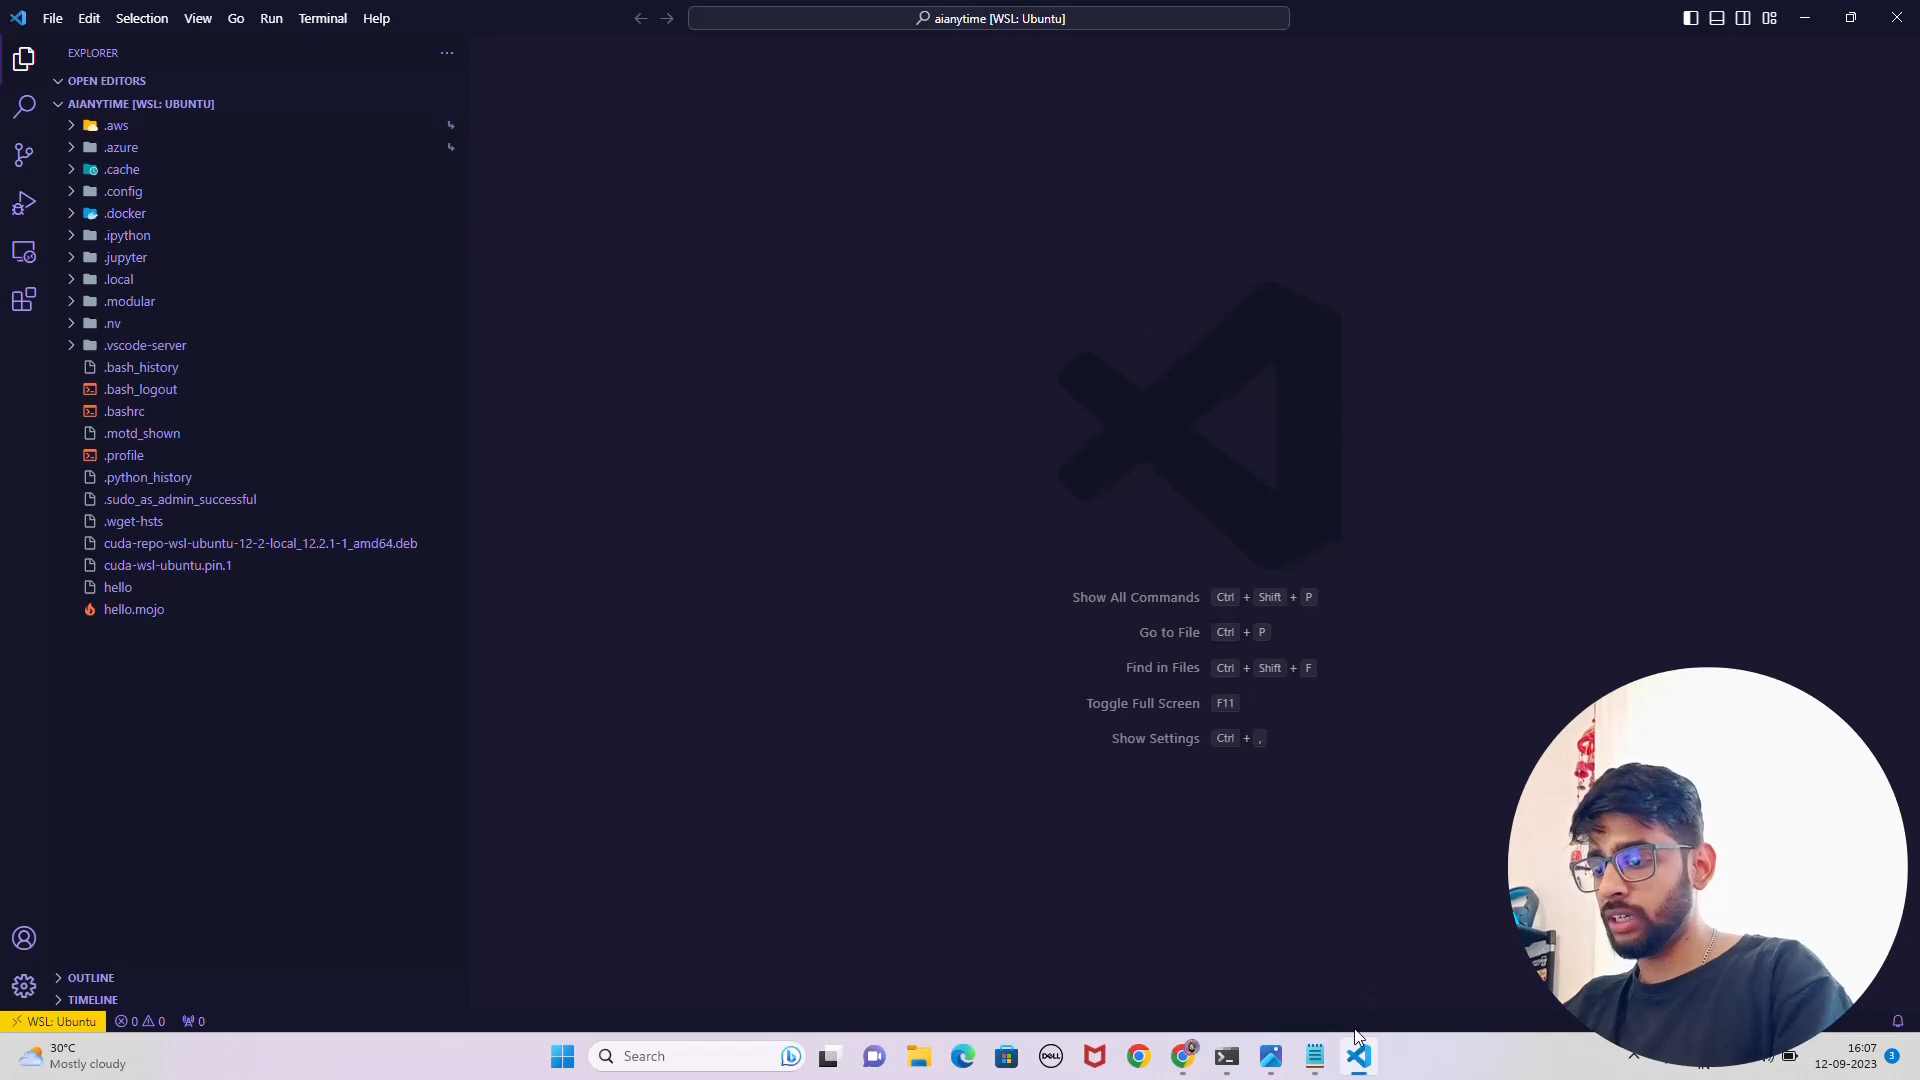 File Edit Selection View Go Run Terminal Help
aianytime [WSL: Ubuntu]
EXPLORER
OPEN EDITORS
AIANYTIME [WSL: UBUNTU]
.aws
.azure
.cache
.config
.docker
.ipython
.jupyter
.local
.modular
.nv
.vscode-server
.bash_history
.bash_logout
.bashrc
.motd_shown
.profile
.python_history
.sudo_as_admin_successful
.wget-hsts
cuda-repo-wsl-ubuntu-12-2-local_12.2.1-1_amd64.deb
cuda-wsl-ubuntu.pin.1
hello
hello.mojo
Show All Commands Ctrl + Shift + P
Go to File Ctrl + P
Find in Files Ctrl + Shift + F
Toggle Full Screen F11
Show Settings Ctrl + ,
OUTLINE
TIMELINE
WSL: Ubuntu 0 0 0
30°C
Mostly cloudy
Search
DELL
16:07
12-09-2023
3